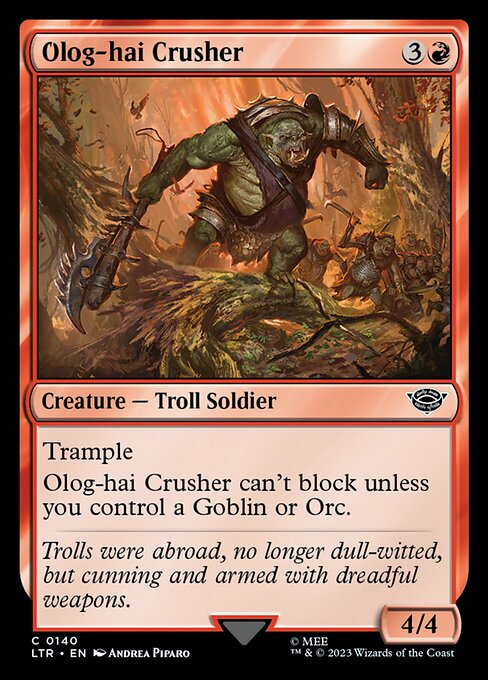 Olog-hai Crusher 3
Creature — Troll Soldier
Trample
Olog-hai Crusher can't block unless
you control a Goblin or Orc.
Trolls were abroad, no longer dull-witted,
but cunning and armed with dreadful
weapons.
4/4
C 0140
LTR • EN Andrea Piparo
© MEE
™ & © 2023 Wizards of the Coast